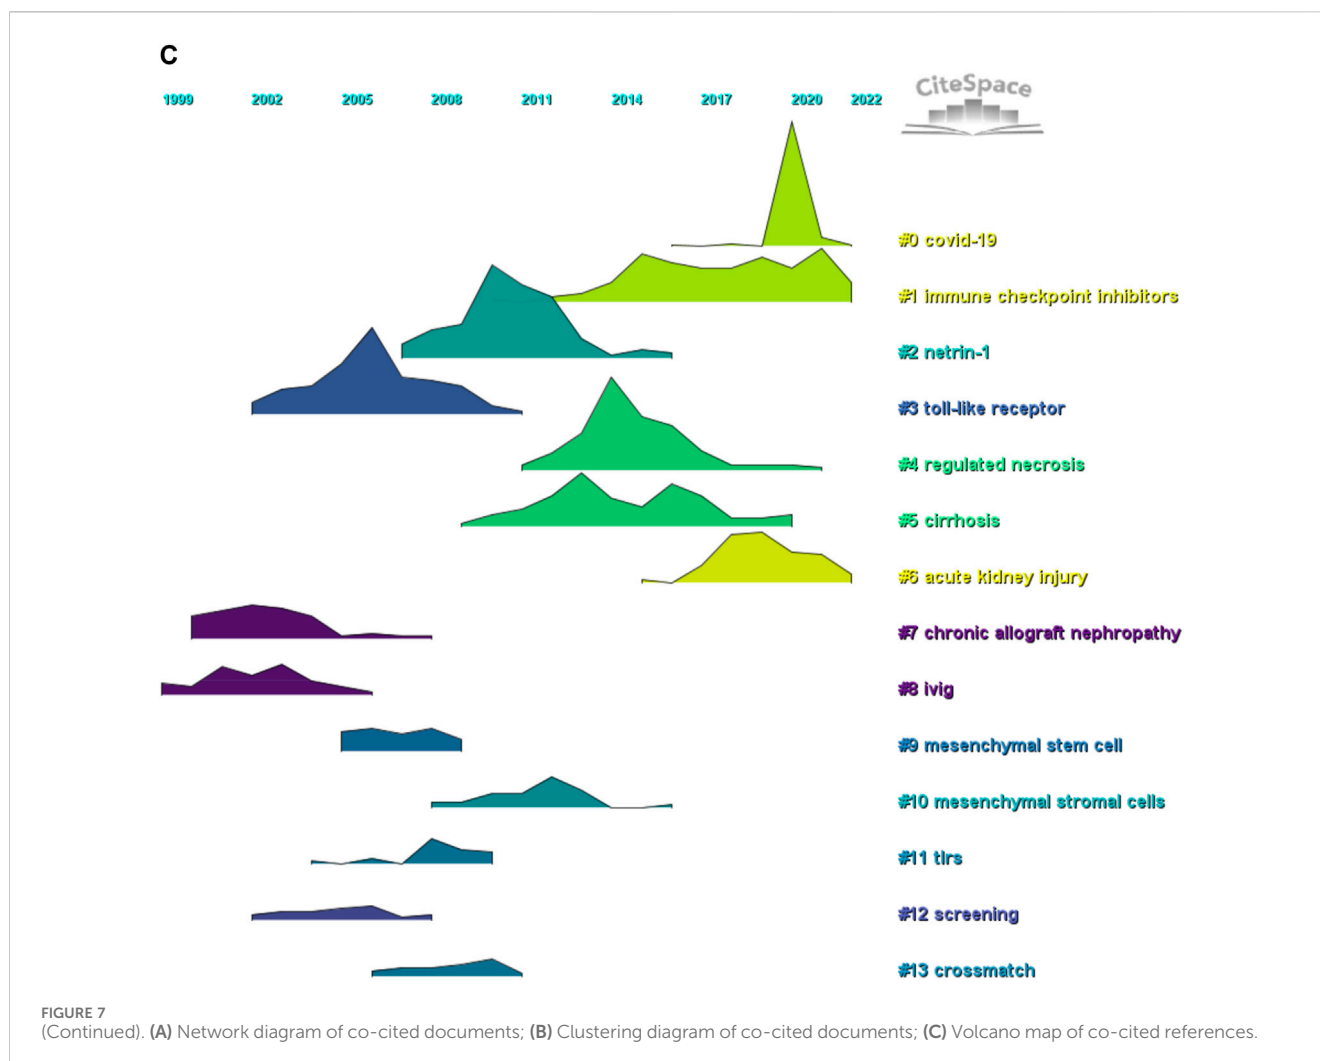 C
1999 2002 2005 2008 2011 2014 2017 2020 2022
CiteSpace
#0 covid-19
#1 immune checkpoint inhibitors
#2 netrin-1
#3 toll-like receptor
#4 regulated necrosis
#5 cirrhosis
#6 acute kidney injury
#7 chronic allograft nephropathy
#8 ivig
#9 mesenchymal stem cell
#10 mesenchymal stromal cells
#11 tlrs
#12 screening
#13 crossmatch
FIGURE 7
(Continued). (A) Network diagram of co-cited documents; (B) Clustering diagram of co-cited documents; (C) Volcano map of co-cited references.